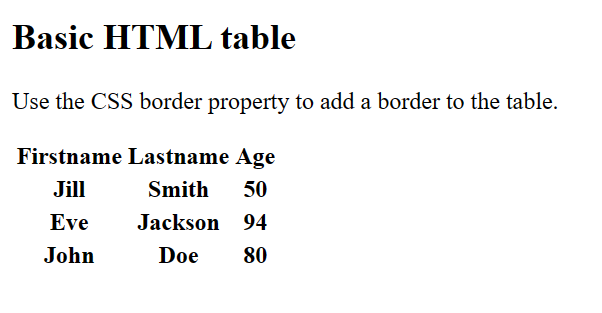 Basic HTML table
Use the CSS border property to add a border to the table.
Firstname Lastname Age
Jill Smith 50
Eve Jackson 94
John Doe 80